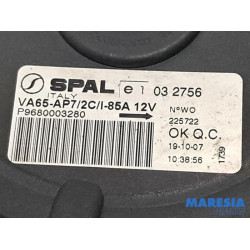 SPAL e1 03 2756
ITALY
VA65-AP7/2C/I-85A 12V
P9680003280
N°WO
225722
OK Q.C.
19-10-07
10:38:56
1739
MARESIA